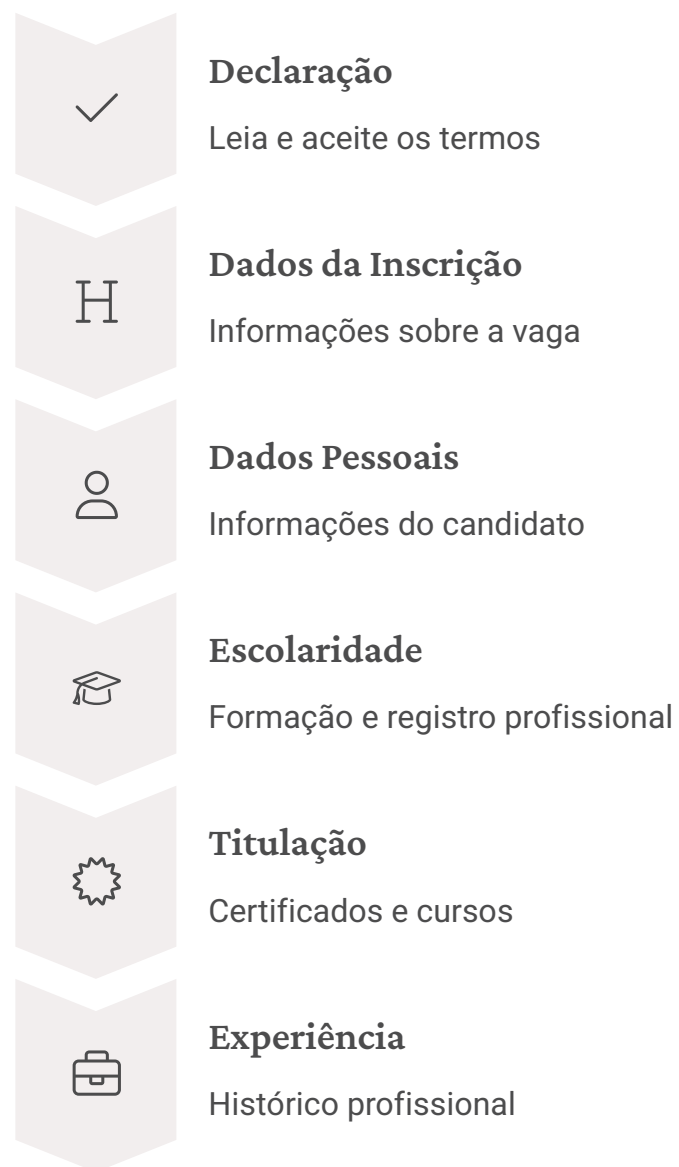 Declaração
Leia e aceite os termos
Dados da Inscrição
Informações sobre a vaga
Dados Pessoais
Informações do candidato
Escolaridade
Formação e registro profissional
Titulação
Certificados e cursos
Experiência
Histórico profissional